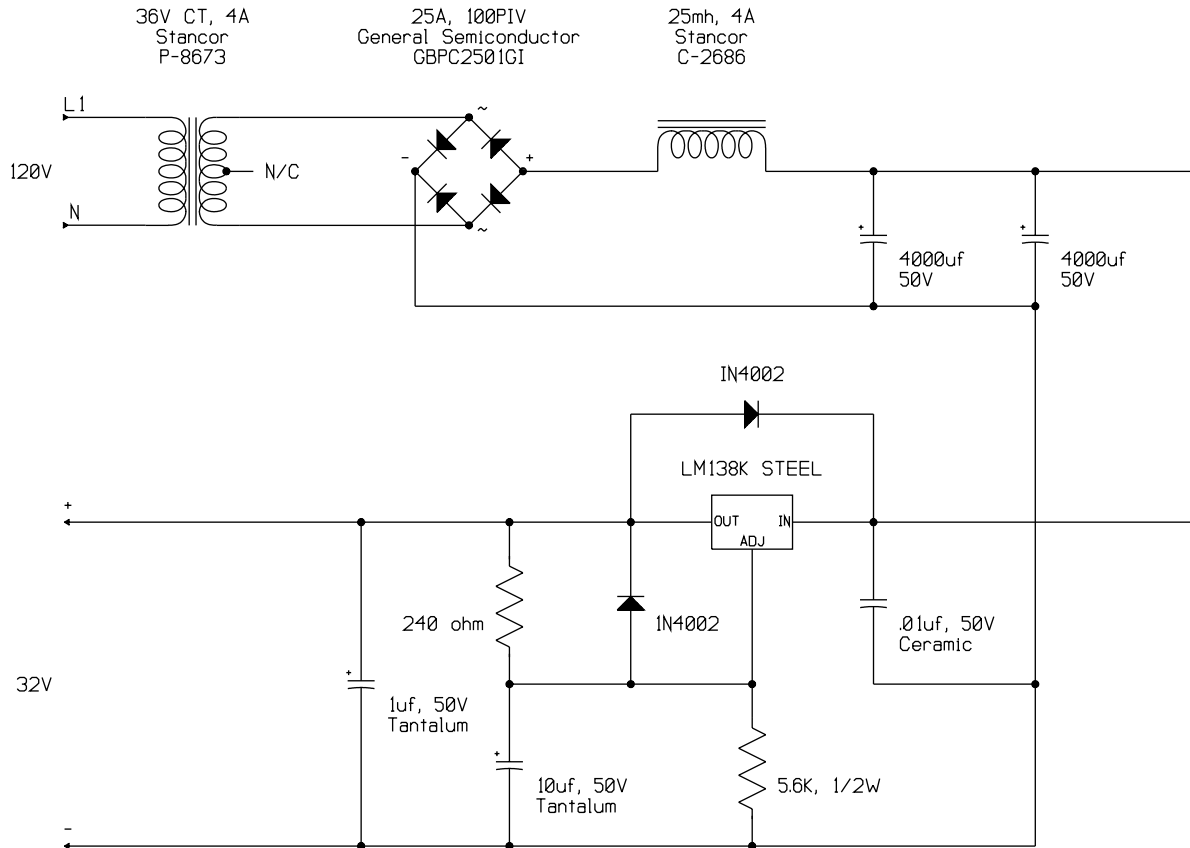 36V CT, 4A
Stancor
P-8673
25A, 100PIV
General Semiconductor
GBPC2501GI
25mh, 4A
Stancor
C-2686
L1
~
120V
N/C
-
+
N
~
+
4000uf
50V
+
4000uf
50V
IN4002
LM138K STEEL
+
OUT
IN
ADJ
240 ohm
1N4002
.01uf, 50V
Ceramic
32V
+
1uf, 50V
Tantalum
+
10uf, 50V
Tantalum
5.6K, 1/2W
-